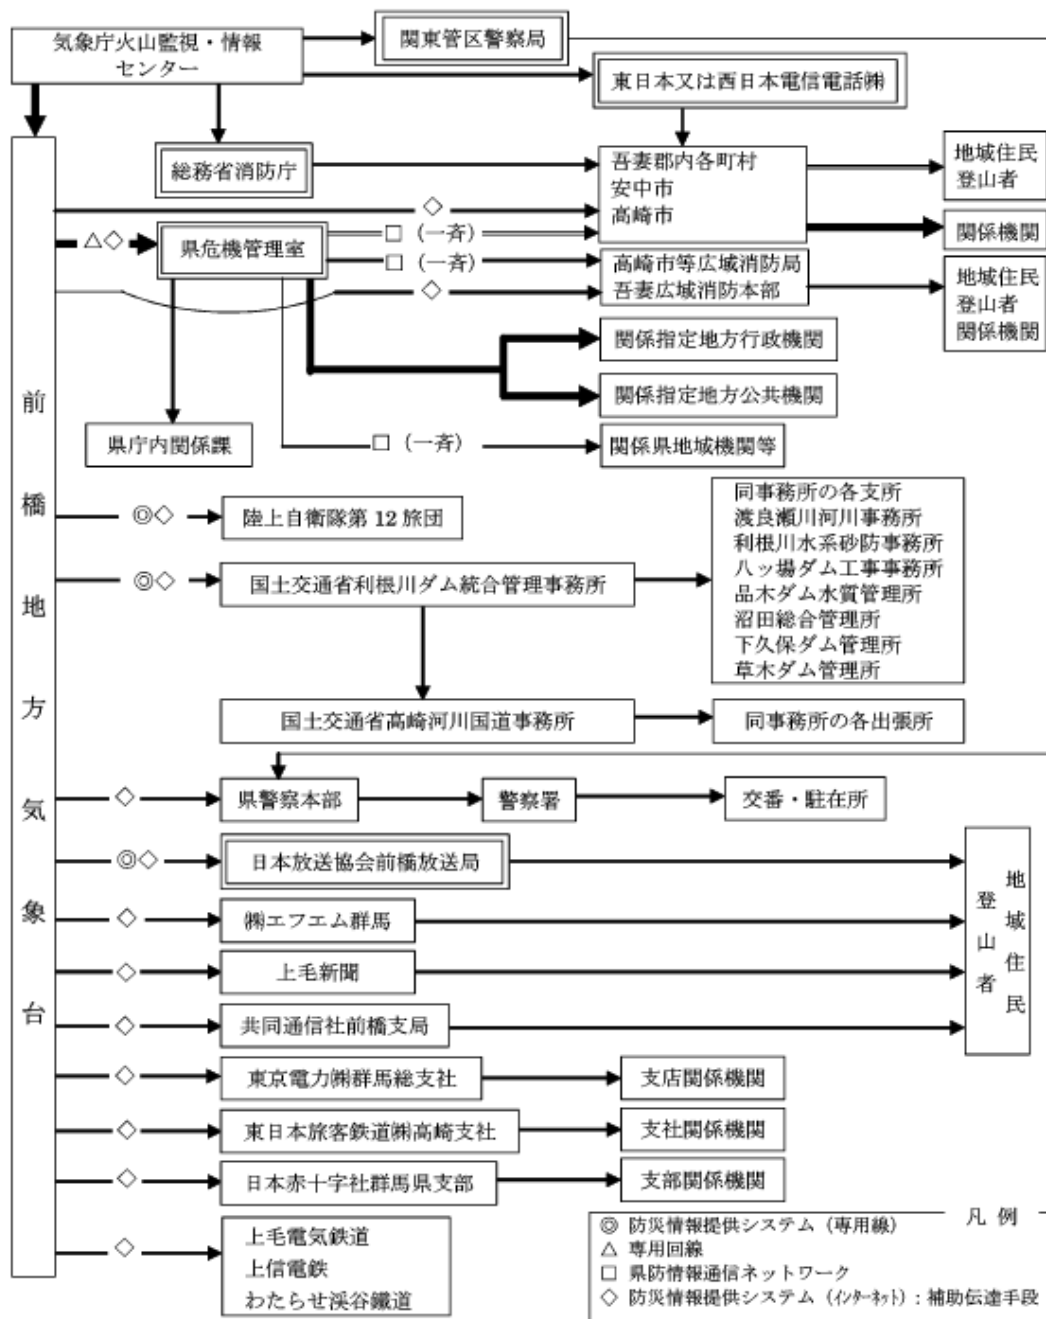 気象庁火山監視・情報
センター
関東管区警察局
東日本又は西日本電信電話㈱
総務省消防庁
吾妻郡内各町村
安中市
高崎市
地域住民
登山者
関係機関
◇
△◇
県危機管理室
□（一斉）
□（一斉）
◇
高崎市等広域消防局
吾妻広域消防本部
地域住民
登山者
関係機関
関係指定地方行政機関
関係指定地方公共機関
県庁内関係課
□（一斉）
関係県地域機関等
前橋地方気象台
◎◇
陸上自衛隊第 12 旅団
◎◇
国土交通省利根川ダム統合管理事務所
同事務所の各支所
渡良瀬川河川事務所
利根川水系砂防事務所
八ッ場ダム工事事務所
品木ダム水質管理所
沼田総合管理所
下久保ダム管理所
草木ダム管理所
国土交通省高崎河川国道事務所
同事務所の各出張所
◇
県警察本部
警察署
交番・駐在所
◎◇
日本放送協会前橋放送局
◇
㈱エフエム群馬
◇
上毛新聞
◇
共同通信社前橋支局
地域住民
登山者
◇
東京電力㈱群馬総支社
支店関係機関
◇
東日本旅客鉄道㈱高崎支社
支社関係機関
◇
日本赤十字社群馬県支部
支部関係機関
◇
上毛電気鉄道
上信電鉄
わたらせ渓谷鐵道
凡 例
◎ 防災情報提供システム（専用線）
△ 専用回線
□ 県防情報通信ネットワーク
◇ 防災情報提供システム（インターネット）：補助伝達手段